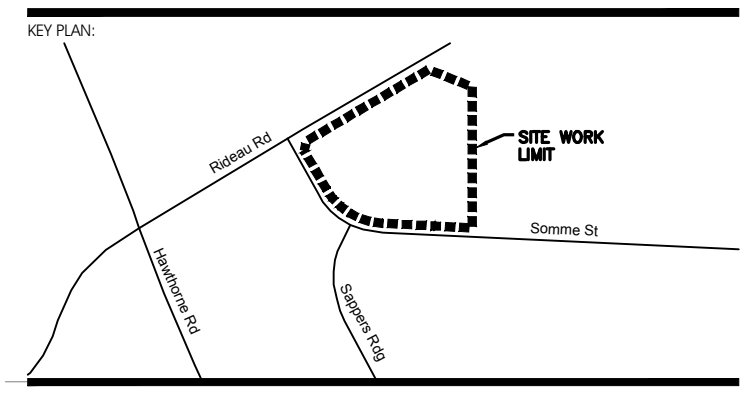 KEY PLAN:
Rideau Rd
SITE WORK
LIMIT
Somme St
Hawthorne Rd
Sappers Rdg